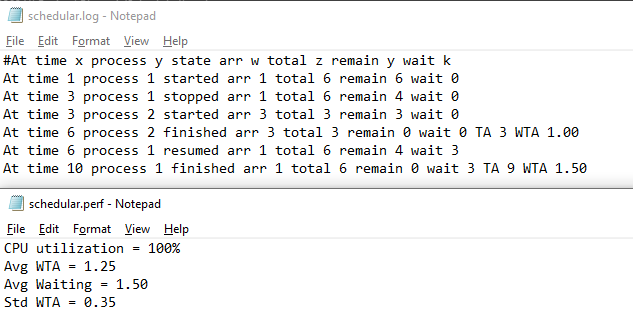 schedular.log - Notepad
File Edit Format View Help
#At time x process y state arr w total z remain y wait k
At time 1 process 1 started arr 1 total 6 remain 6 wait 0
At time 3 process 1 stopped arr 1 total 6 remain 4 wait 0
At time 3 process 2 started arr 3 total 3 remain 3 wait 0
At time 6 process 2 finished arr 3 total 3 remain 0 wait 0 TA 3 WTA 1.00
At time 6 process 1 resumed arr 1 total 6 remain 4 wait 3
At time 10 process 1 finished arr 1 total 6 remain 0 wait 3 TA 9 WTA 1.50
schedular.perf - Notepad
File Edit Format View Help
CPU utilization = 100%
Avg WTA = 1.25
Avg Waiting = 1.50
Std WTA = 0.35